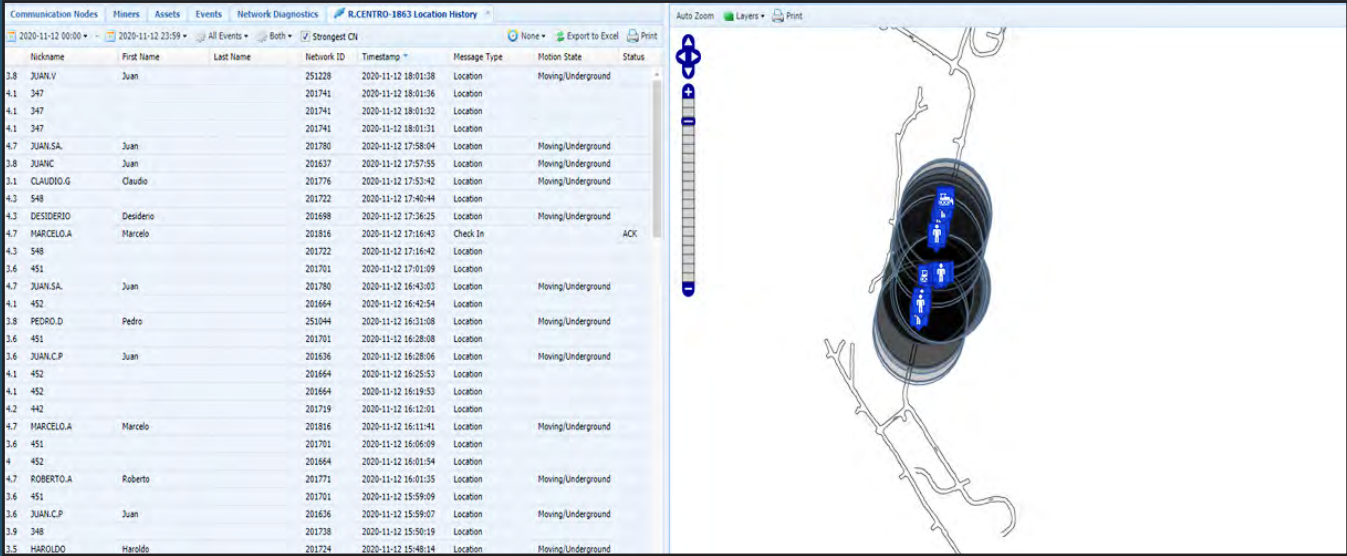 Communication Nodes Miners Assets Events Network Diagnostics R.CENTRO-1863 Location History
2020-11-12 00:00 - 2020-11-12 23:59 All Events Both Strongest CN None Export to Excel Print
Nickname First Name Last Name Network ID Timestamp Message Type Motion State Status
3.8 JUAN.V Juan 251228 2020-11-12 18:01:38 Location Moving/Underground
4.1 347 201741 2020-11-12 18:01:36 Location
4.1 347 201741 2020-11-12 18:01:32 Location
4.1 347 201741 2020-11-12 18:01:31 Location
4.7 JUAN.SA. Juan 201780 2020-11-12 17:58:04 Location Moving/Underground
3.8 JUANC Juan 201637 2020-11-12 17:57:55 Location Moving/Underground
3.1 CLAUDIO.G Claudio 201776 2020-11-12 17:53:42 Location Moving/Underground
4.3 548 201722 2020-11-12 17:40:44 Location
4.3 DESIDERIO Desiderio 201698 2020-11-12 17:36:25 Location Moving/Underground
4.7 MARCELO.A Marcelo 201816 2020-11-12 17:16:43 Check In ACK
4.3 548 201722 2020-11-12 17:16:42 Location
3.6 451 201701 2020-11-12 17:01:09 Location
4.7 JUAN.SA. Juan 201780 2020-11-12 16:43:03 Location Moving/Underground
4.1 452 201664 2020-11-12 16:42:54 Location
3.8 PEDRO.D Pedro 251044 2020-11-12 16:31:08 Location Moving/Underground
3.6 451 201701 2020-11-12 16:28:08 Location
3.6 JUAN.C.P Juan 201636 2020-11-12 16:28:06 Location Moving/Underground
4.1 452 201664 2020-11-12 16:25:53 Location
4.1 452 201664 2020-11-12 16:19:53 Location
4.2 442 201719 2020-11-12 16:12:01 Location
4.7 MARCELO.A Marcelo 201816 2020-11-12 16:11:41 Location Moving/Underground
3.6 451 201701 2020-11-12 16:06:09 Location
4 452 201664 2020-11-12 16:01:54 Location
4.7 ROBERTO.A Roberto 201771 2020-11-12 16:01:35 Location Moving/Underground
3.6 451 201701 2020-11-12 15:59:09 Location
3.6 JUAN.C.P Juan 201636 2020-11-12 15:59:07 Location Moving/Underground
3.9 348 201738 2020-11-12 15:50:19 Location
3.5 HAROLDO Haroldo 201724 2020-11-12 15:48:14 Location Moving/Underground
Auto Zoom Layers Print